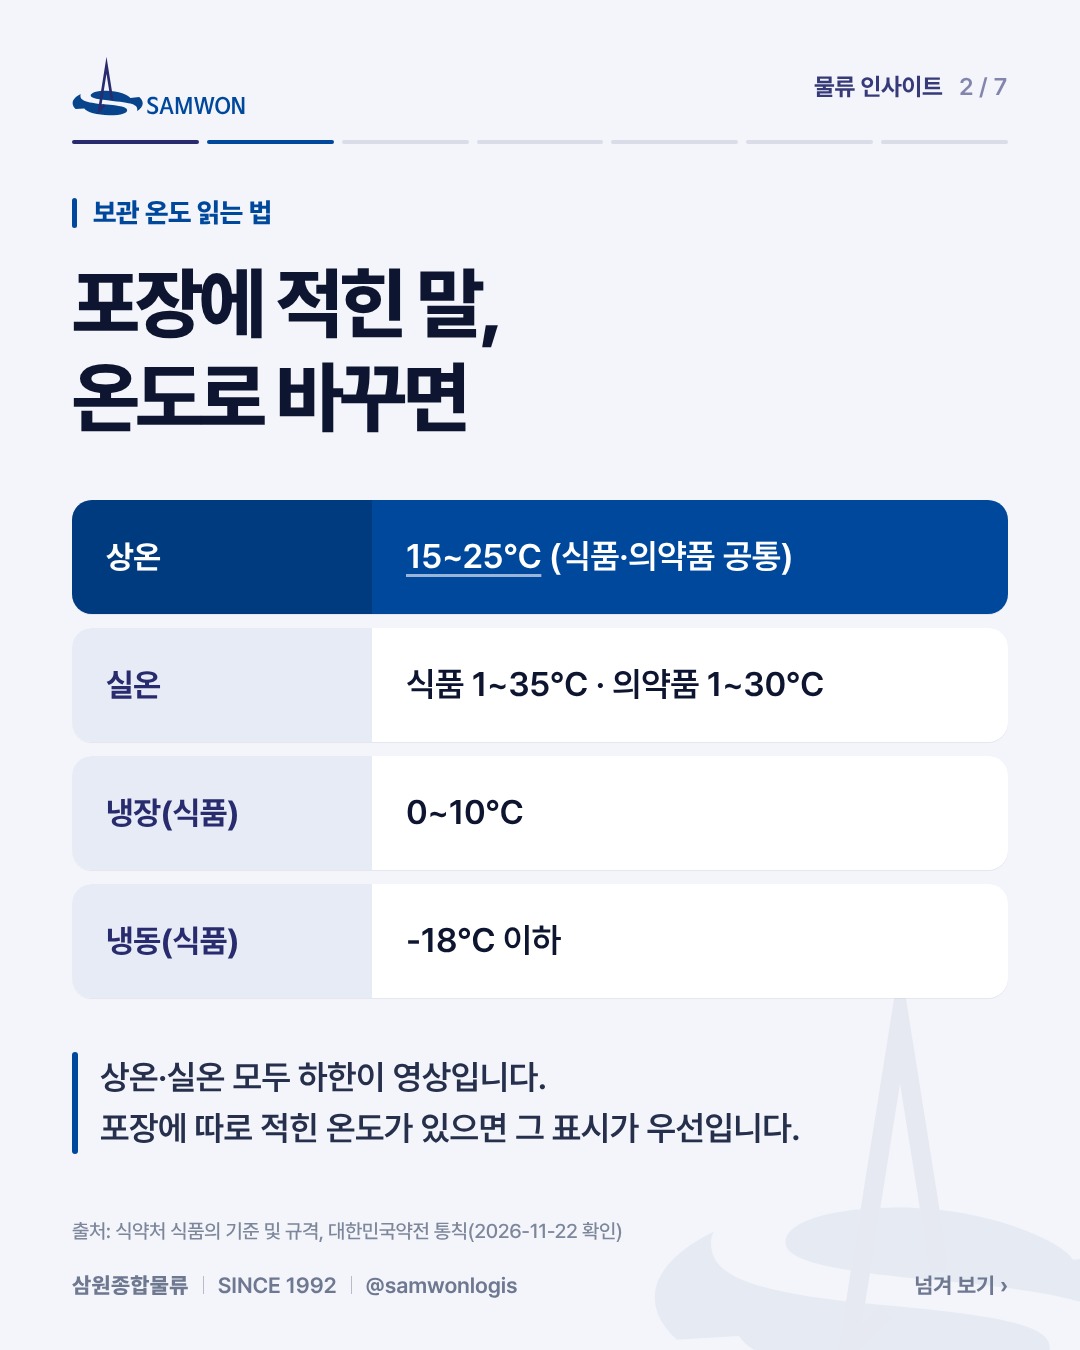 SAMWON
물류 인사이트 2 / 7
보관 온도 읽는 법
포장에 적힌 말,
온도로 바꾸면
상온
15~25°C (식품·의약품 공통)
실온
식품 1~35°C · 의약품 1~30°C
냉장(식품)
0~10°C
냉동(식품)
-18°C 이하
상온·실온 모두 하한이 영상입니다.
포장에 따로 적힌 온도가 있으면 그 표시가 우선입니다.
출처: 식약처 식품의 기준 및 규격, 대한민국약전 통칙(2026-11-22 확인)
삼원종합물류 | SINCE 1992 | @samwonlogis
넘겨 보기 ›